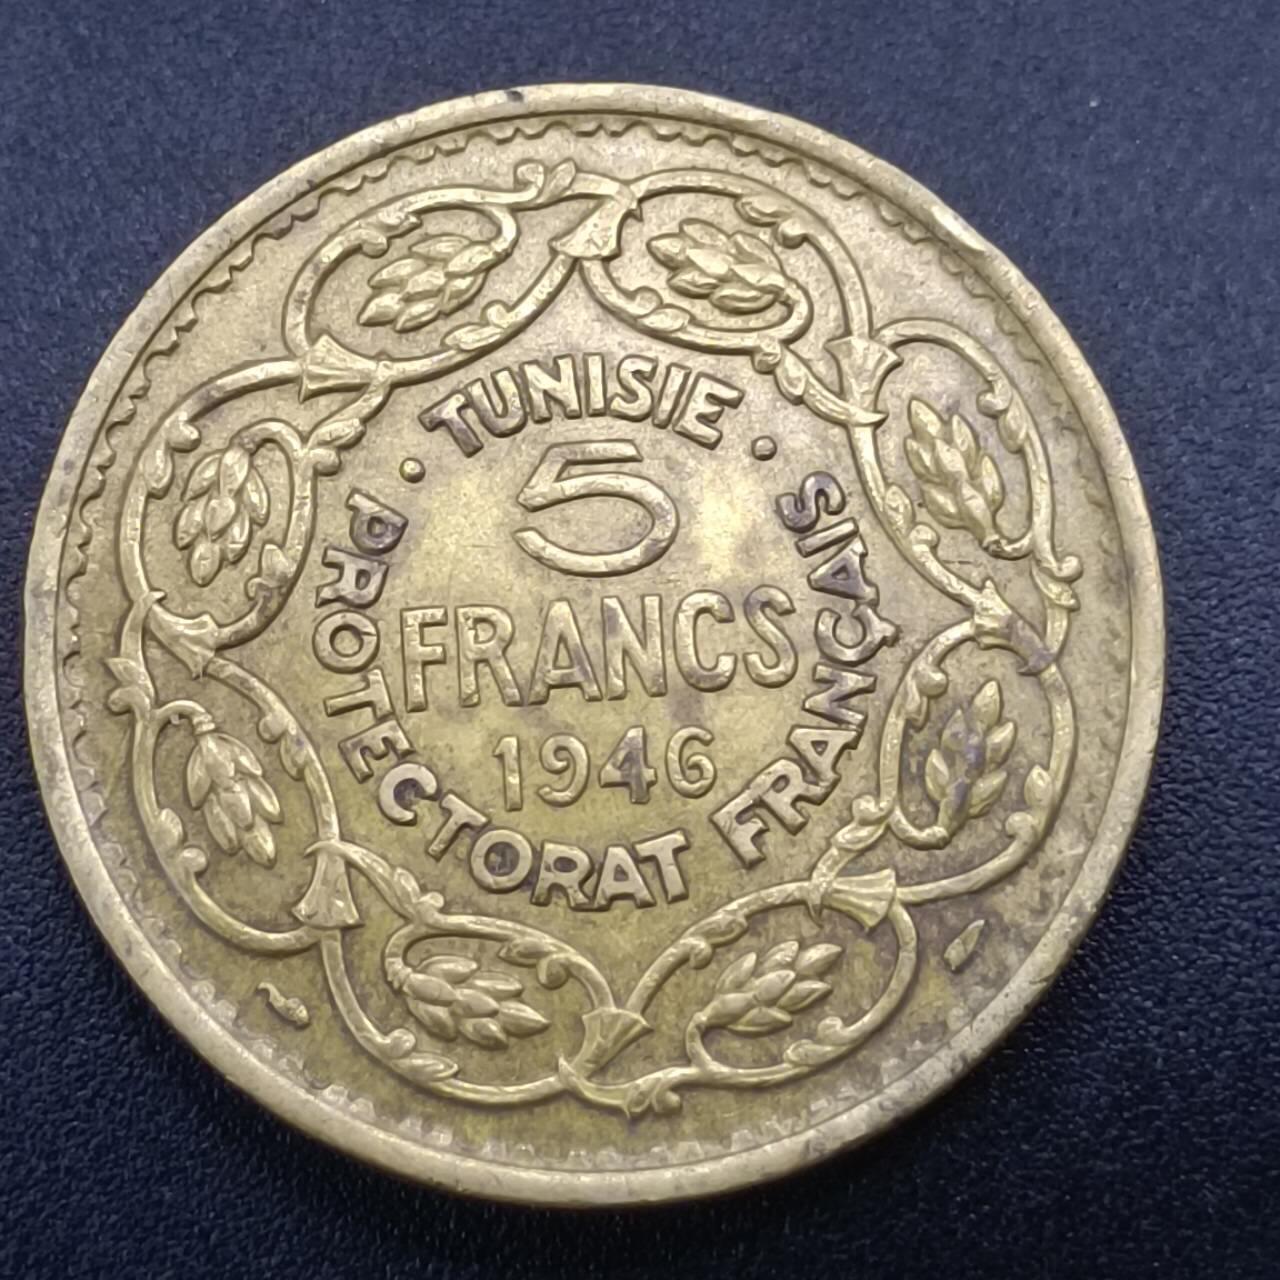 · TUNISIE ·
5
FRANCS
1946
PROTECTORAT FRANÇAIS